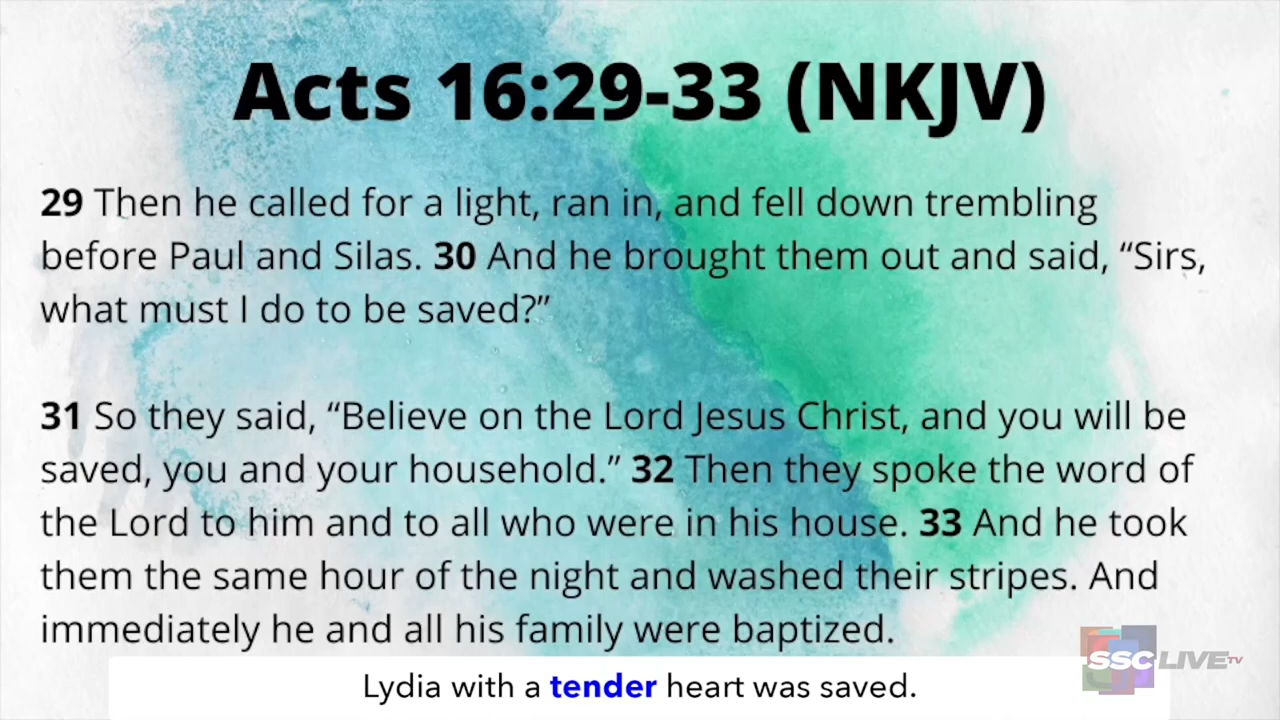 Acts 16:29-33 (NKJV)
29 Then he called for a light, ran in, and fell down trembling
before Paul and Silas. 30 And he brought them out and said, “Sirs,
what must I do to be saved?”
31 So they said, “Believe on the Lord Jesus Christ, and you will be
saved, you and your household.” 32 Then they spoke the word of
the Lord to him and to all who were in his house. 33 And he took
them the same hour of the night and washed their stripes. And
immediately he and all his family were baptized.
SSC LIVE TV
Lydia with a tender heart was saved.